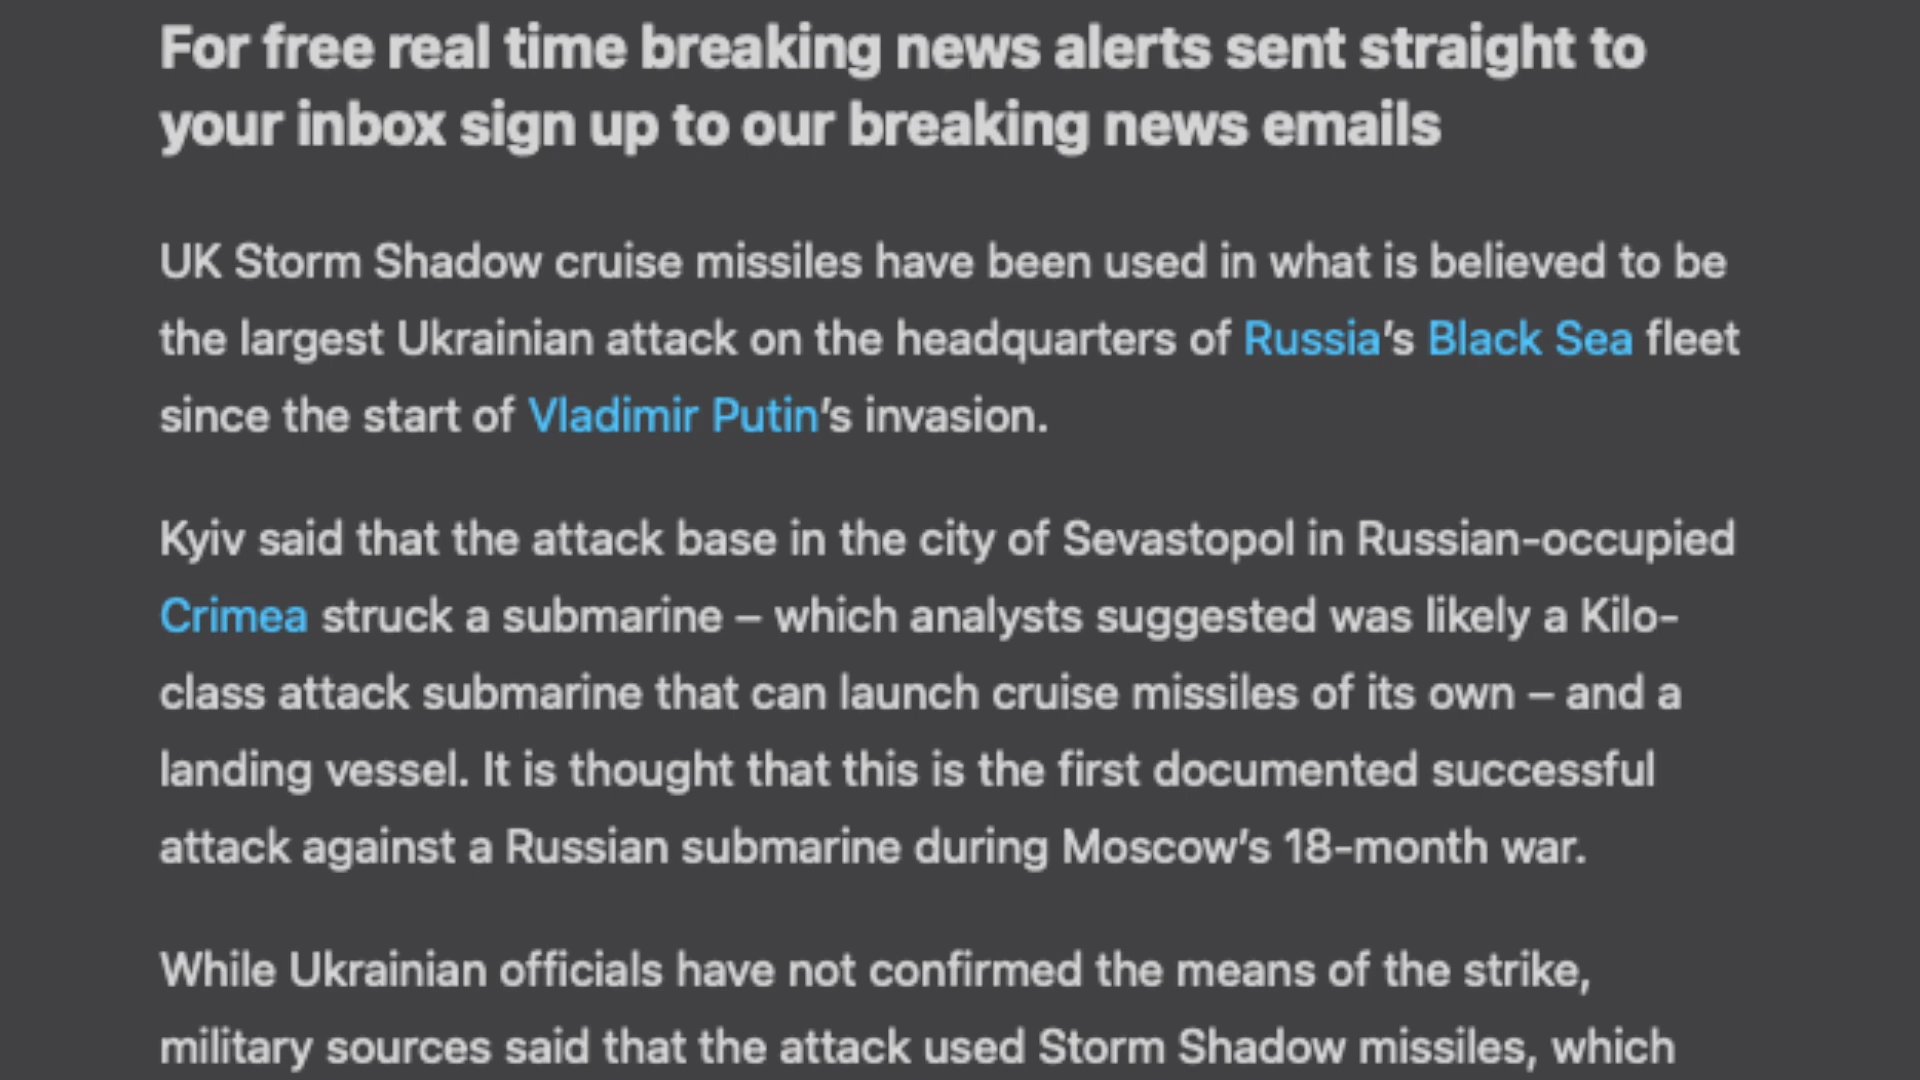 For free real time breaking news alerts sent straight to
your inbox sign up to our breaking news emails
UK Storm Shadow cruise missiles have been used in what is believed to be
the largest Ukrainian attack on the headquarters of Russia’s Black Sea fleet
since the start of Vladimir Putin’s invasion.
Kyiv said that the attack base in the city of Sevastopol in Russian-occupied
Crimea struck a submarine – which analysts suggested was likely a Kilo-
class attack submarine that can launch cruise missiles of its own – and a
landing vessel. It is thought that this is the first documented successful
attack against a Russian submarine during Moscow’s 18-month war.
While Ukrainian officials have not confirmed the means of the strike,
military sources said that the attack used Storm Shadow missiles, which